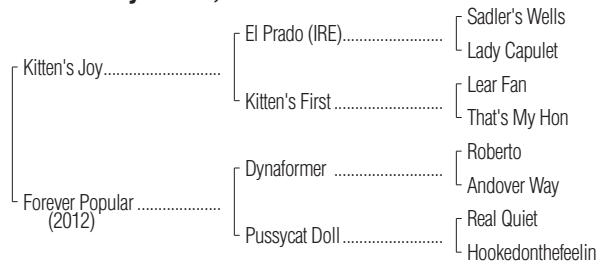 Sadler's Wells
El Prado (IRE)
Lady Capulet
Kitten's Joy
Lear Fan
Kitten's First
That's My Hon
Roberto
Dynaformer
Andover Way
Forever Popular
(2012)
Real Quiet
Pussycat Doll
Hookedonthefeelin